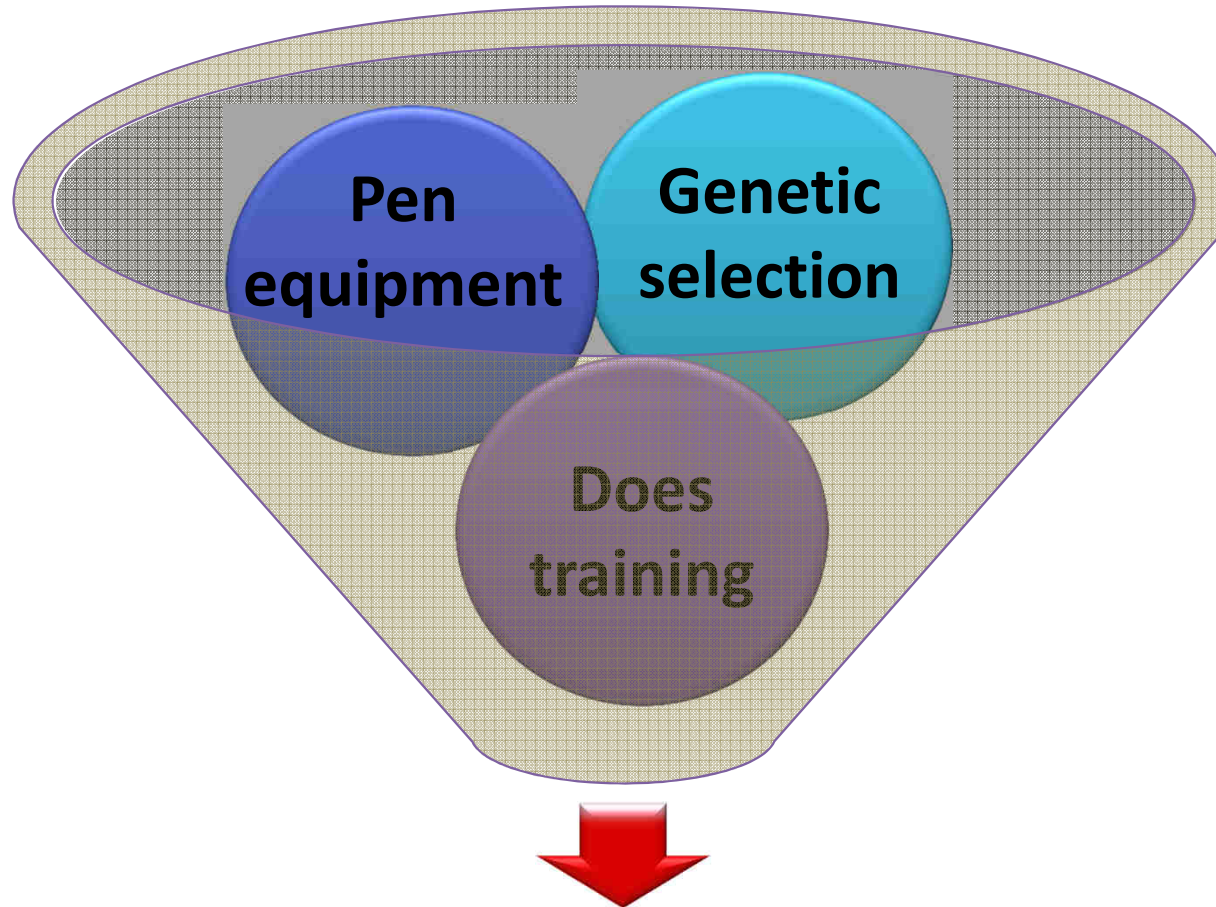 Pen
equipment
Genetic
selection
Does
training